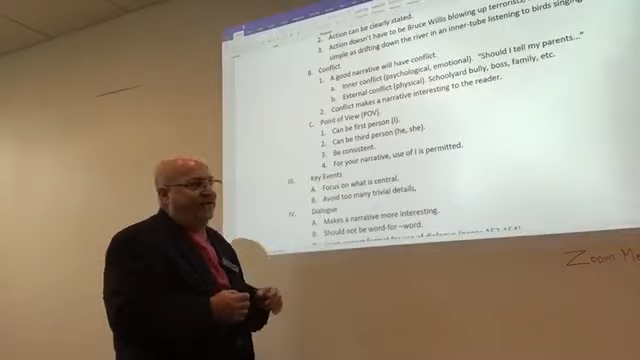 2. Action can be clearly stated.
3. Action doesn't have to be Bruce Willis blowing up terrorists,
simple as drifting down the river in an inner-tube listening to birds singing
B. Conflict
1. A good narrative will have conflict.
a. Inner conflict (psychological, emotional). "Should I tell my parents..."
b. External conflict (physical). Schoolyard bully, boss, family, etc.
2. Conflict makes a narrative interesting to the reader.
C. Point of View (POV).
1. Can be first person (I).
2. Can be third person (he, she).
3. Be consistent.
4. For your narrative, use of I is permitted.
III. Key Events
A. Focus on what is central.
B. Avoid too many trivial details,
IV. Dialogue
A. Makes a narrative more interesting.
B. Should not be word-for –word.
Zoom Me